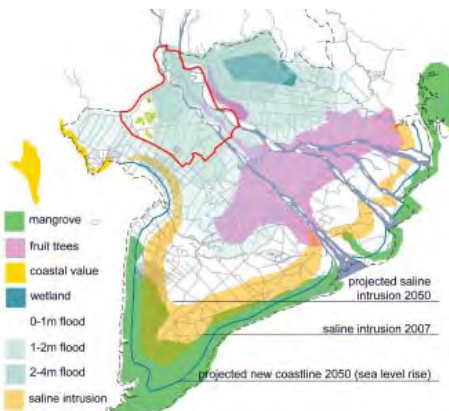 mangrove
fruit trees
coastal value
wetland
0-1m flood
1-2m flood
2-4m flood
saline intrusion
projected saline
intrusion 2050
saline intrusion 2007
projected new coastline 2050 (sea level rise)